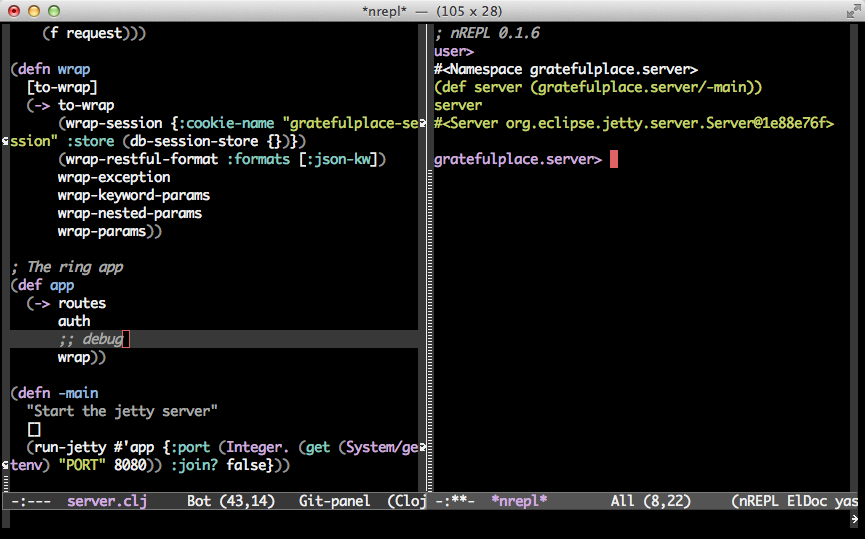 *nrepl* — (105 x 28)
(f request)))
(defn wrap
[to-wrap]
(-> to-wrap
(wrap-session {:cookie-name "gratefulplace-se
ssion" :store (db-session-store {})})
(wrap-restful-format :formats [:json-kw])
wrap-exception
wrap-keyword-params
wrap-nested-params
wrap-params))
; The ring app
(def app
(-> routes
auth
;; debug
wrap))
(defn -main
"Start the jetty server"
[]
(run-jetty #'app {:port (Integer. (get (System/ge
tenv) "PORT" 8080)) :join? false}))
-:--- server.clj Bot (43,14) Git-panel (Cloj
; nREPL 0.1.6
user>
#<Namespace gratefulplace.server>
(def server (gratefulplace.server/-main))
server
#<Server org.eclipse.jetty.server.Server@1e88e76f>
gratefulplace.server>
-:**- *nrepl* All (8,22) (nREPL ElDoc yas